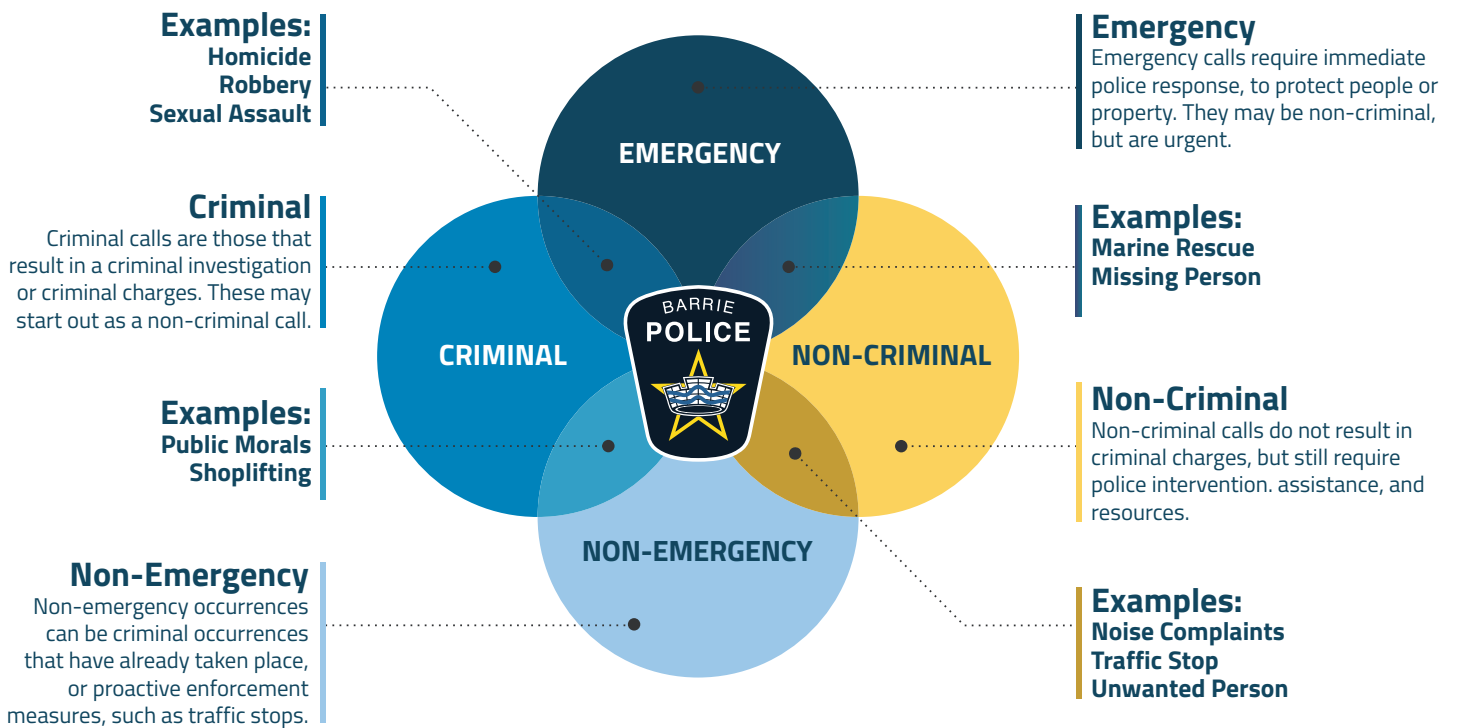 Examples:
Homicide
Robbery
Sexual Assault
Criminal
Criminal calls are those that
result in a criminal investigation
or criminal charges. These may
start out as a non-criminal call.
Examples:
Public Morals
Shoplifting
Non-Emergency
Non-emergency occurrences
can be criminal occurrences
that have already taken place,
or proactive enforcement
measures, such as traffic stops.
EMERGENCY
CRIMINAL
BARRIE
POLICE
NON-CRIMINAL
NON-EMERGENCY
Emergency
Emergency calls require immediate
police response, to protect people or
property. They may be non-criminal,
but are urgent.
Examples:
Marine Rescue
Missing Person
Non-Criminal
Non-criminal calls do not result in
criminal charges, but still require
police intervention. assistance, and
resources.
Examples:
Noise Complaints
Traffic Stop
Unwanted Person